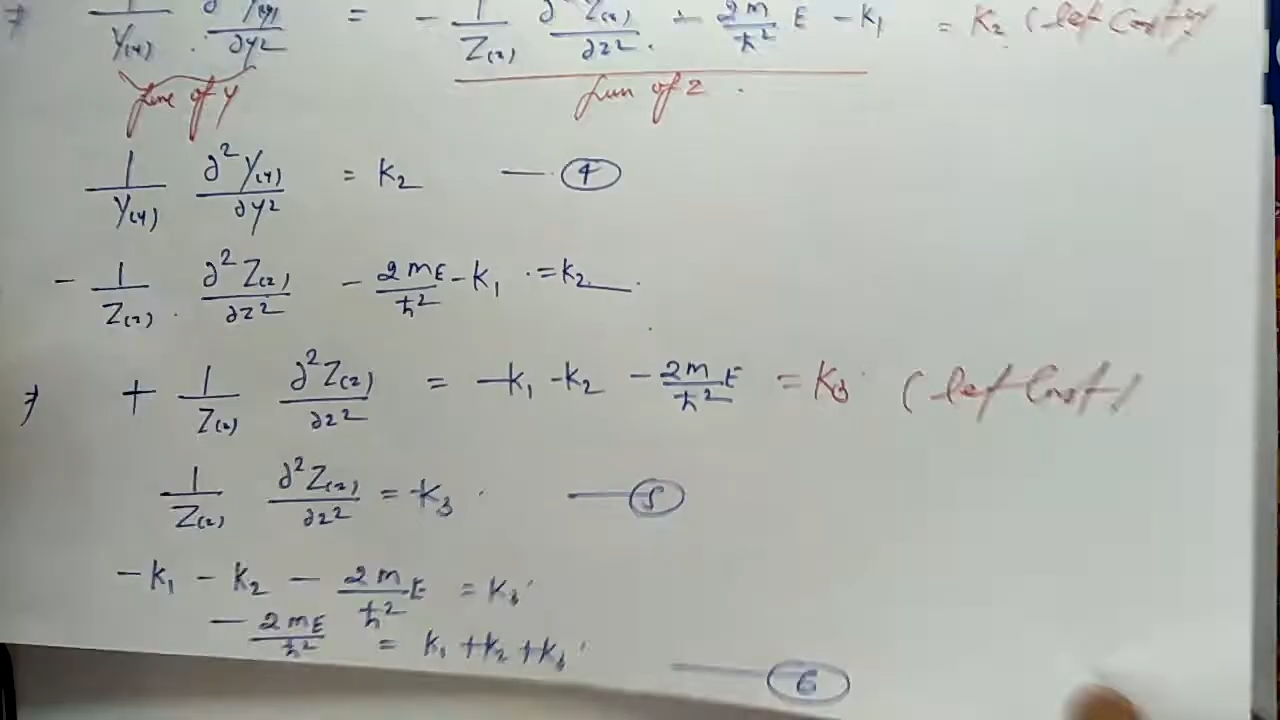 ⇒ 1/Y(y) · ∂²Y(y)/∂y² = - 1/Z(z) ∂²Z(z)/∂z² - 2m/ħ² E - k₁ = K₂ (let Const)
fun of y fun of z.
1/Y(y) ∂²Y(y)/∂y² = k₂ — ④
- 1/Z(z) · ∂²Z(z)/∂z² - 2mE/ħ² - k₁ = k₂
⇒ + 1/Z(z) ∂²Z(z)/∂z² = -k₁ - k₂ - 2m/ħ² E = k₃ (let Const)
1/Z(z) ∂²Z(z)/∂z² = k₃ — ⑤
-k₁ - k₂ - 2m/ħ² E = k₃
- 2mE/ħ² = k₁ + k₂ + k₃ — ⑥